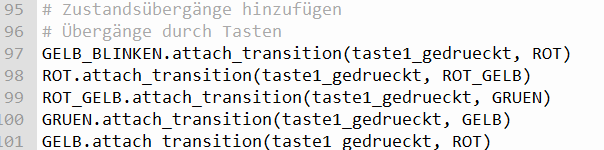 95 # Zustandsübergänge hinzufügen
96 # Übergänge durch Tasten
97 GELB_BLINKEN.attach_transition(taste1_gedrueckt, ROT)
98 ROT.attach_transition(taste1_gedrueckt, ROT_GELB)
99 ROT_GELB.attach_transition(taste1_gedrueckt, GRUEN)
100 GRUEN.attach_transition(taste1_gedrueckt, GELB)
101 GELB.attach_transition(taste1_gedrueckt, ROT)